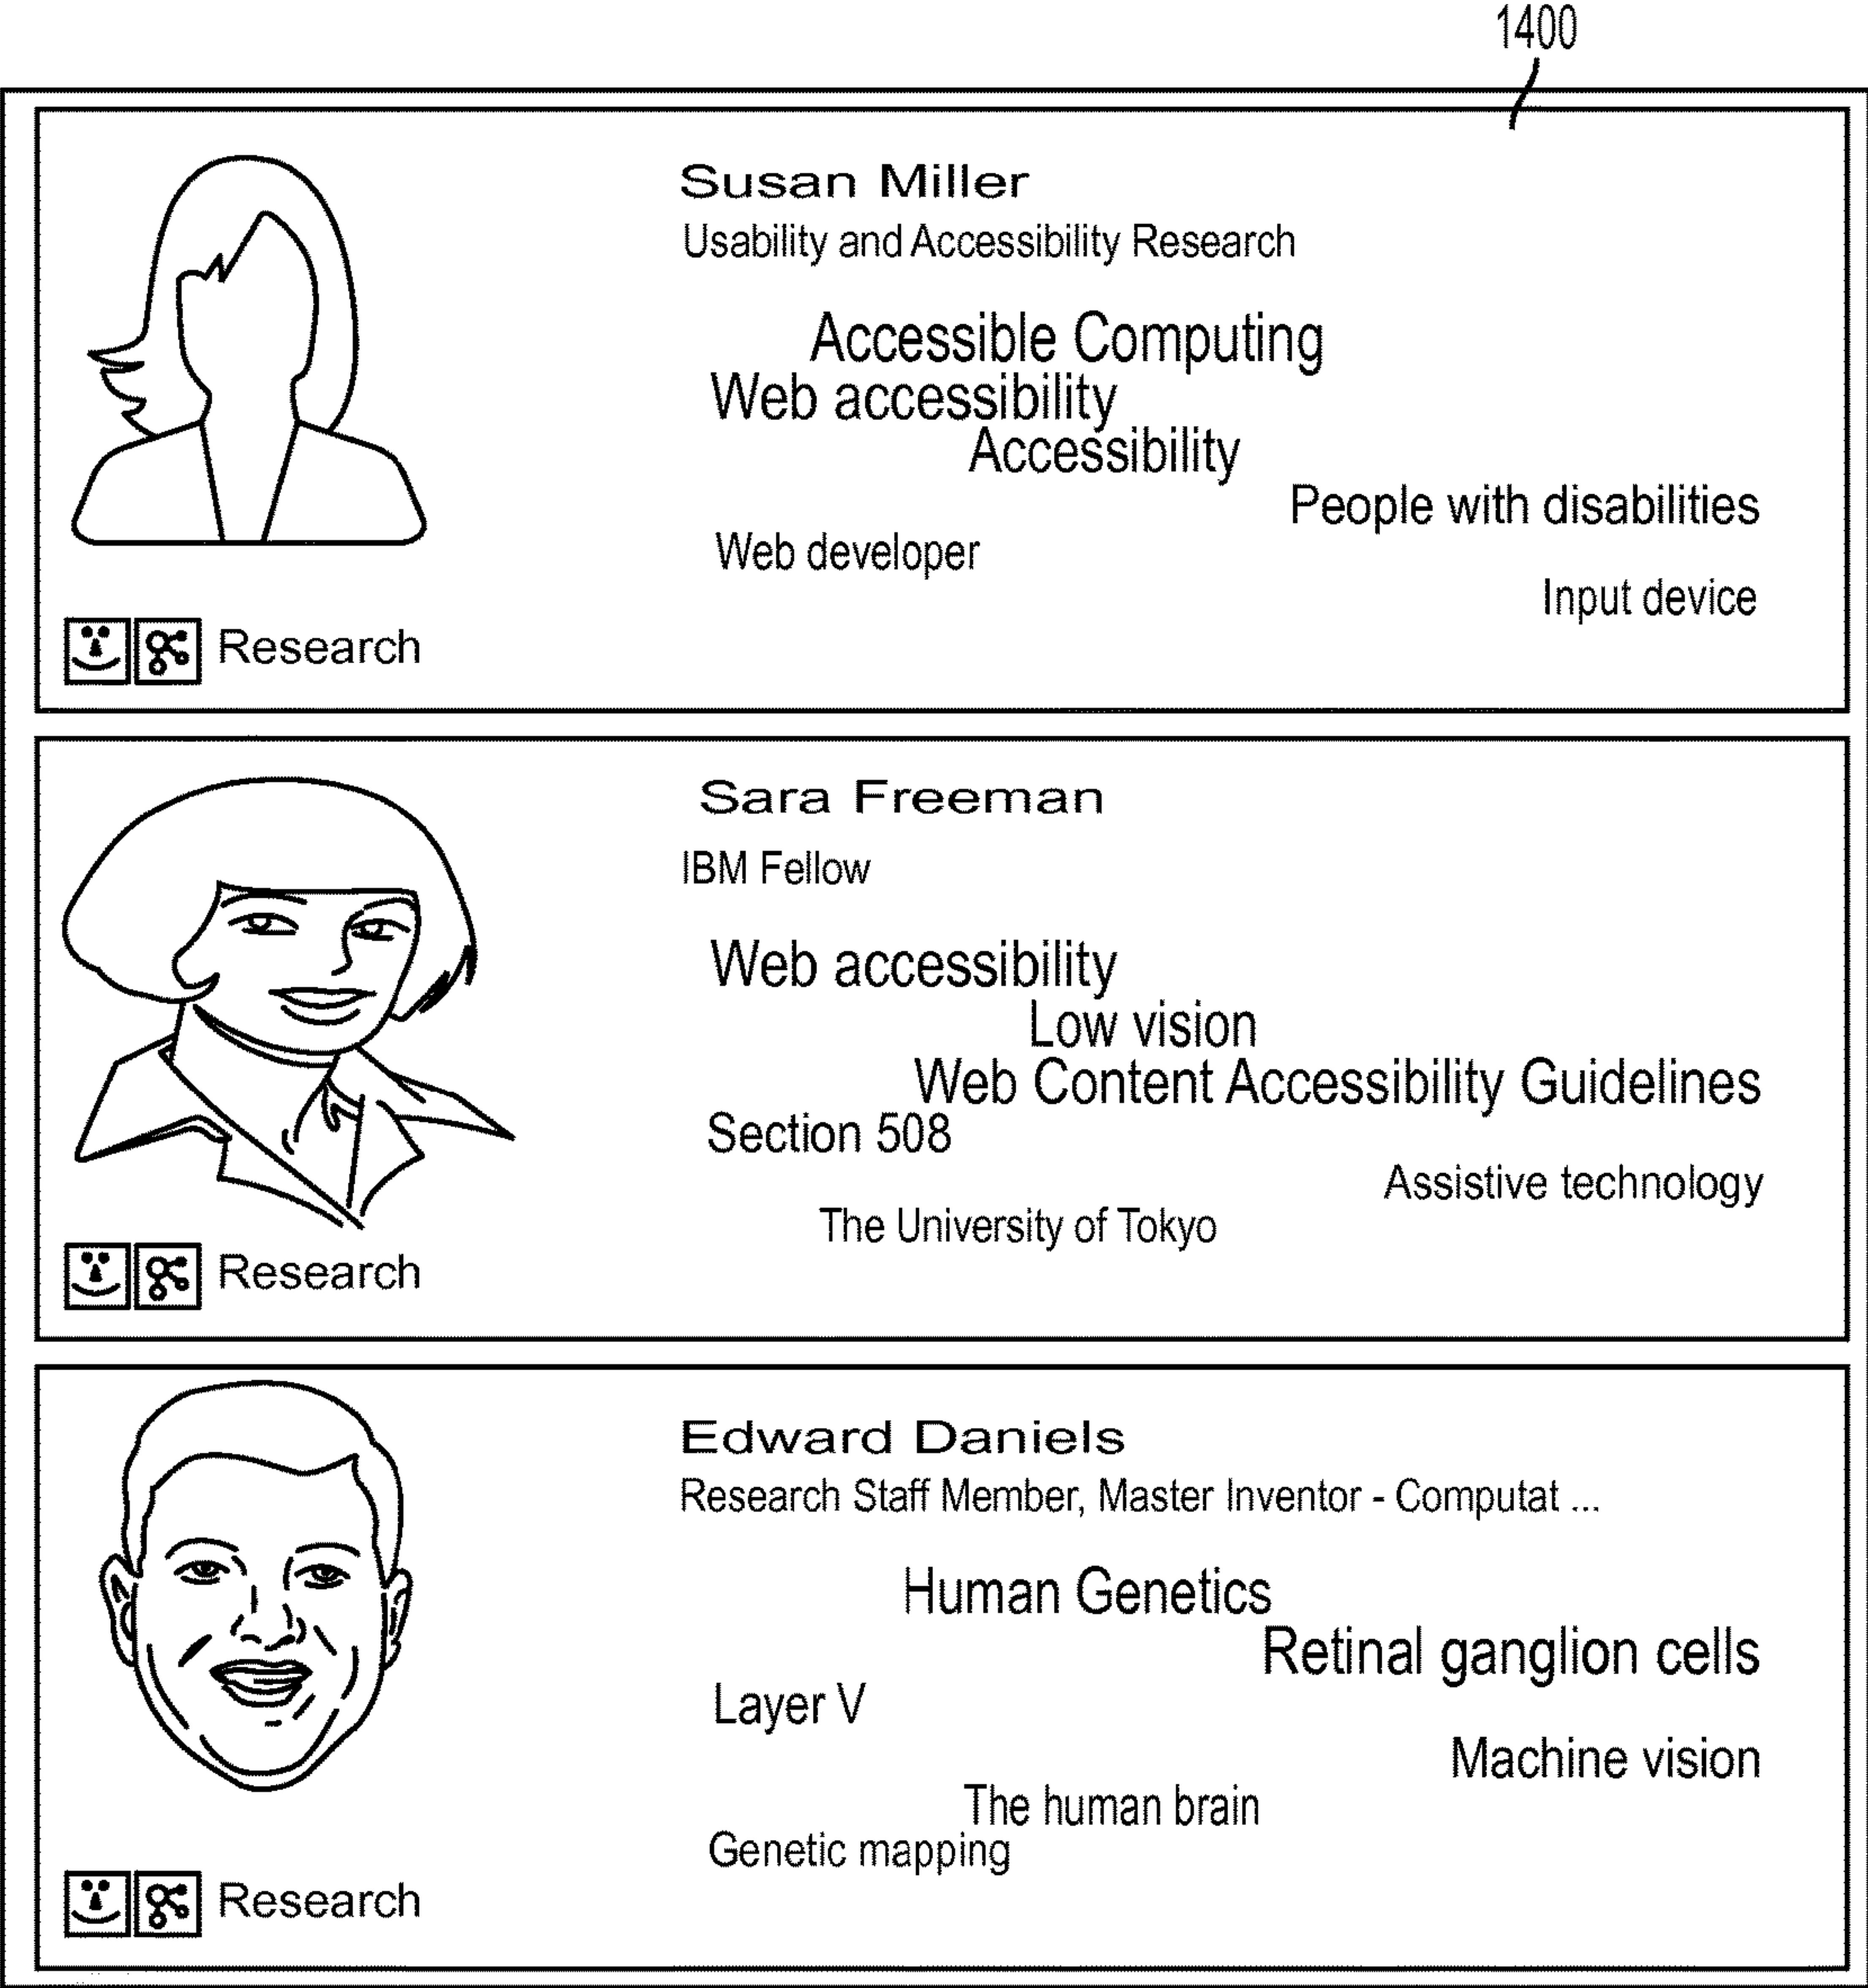 1400
Susan Miller
Usability and Accessibility Research
Accessible Computing
Web accessibility
Accessibility
People with disabilities
Web developer
Input device
Research
Sara Freeman
IBM Fellow
Web accessibility
Low vision
Web Content Accessibility Guidelines
Section 508
Assistive technology
The University of Tokyo
Research
Edward Daniels
Research Staff Member, Master Inventor - Computat ...
Human Genetics
Retinal ganglion cells
Layer V
Machine vision
The human brain
Genetic mapping
Research